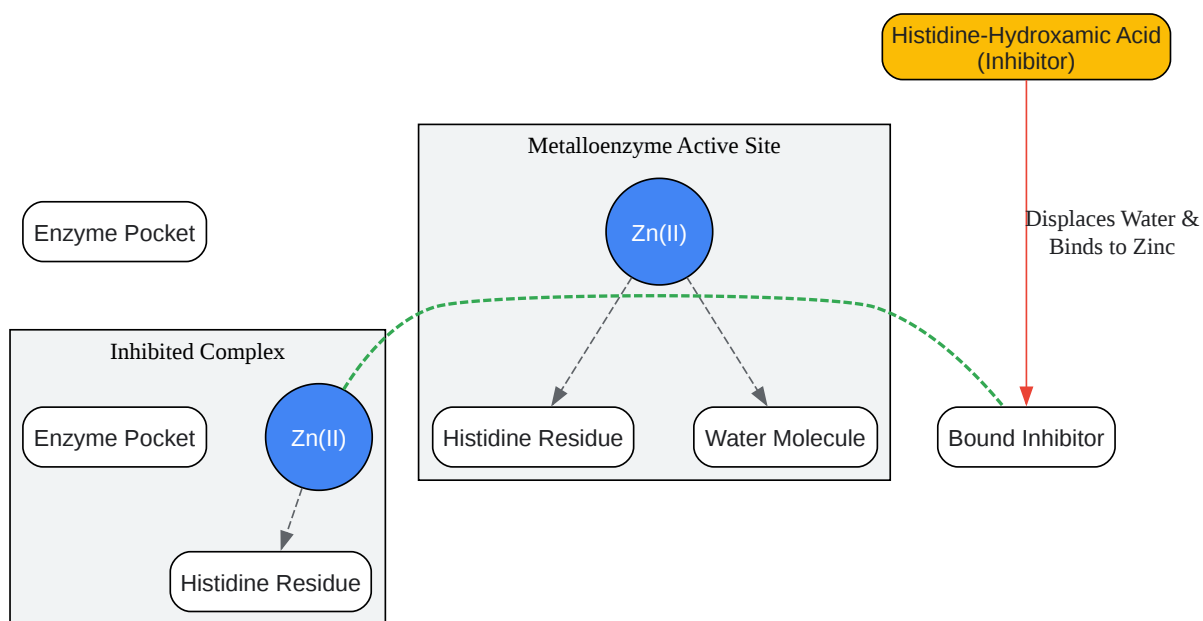 Histidine-Hydroxamic Acid
(Inhibitor)
Metalloenzyme Active Site
Enzyme Pocket
Zn(II)
Displaces Water &
Binds to Zinc
Inhibited Complex
Enzyme Pocket
Zn(II)
Histidine Residue
Water Molecule
Bound Inhibitor
Histidine Residue